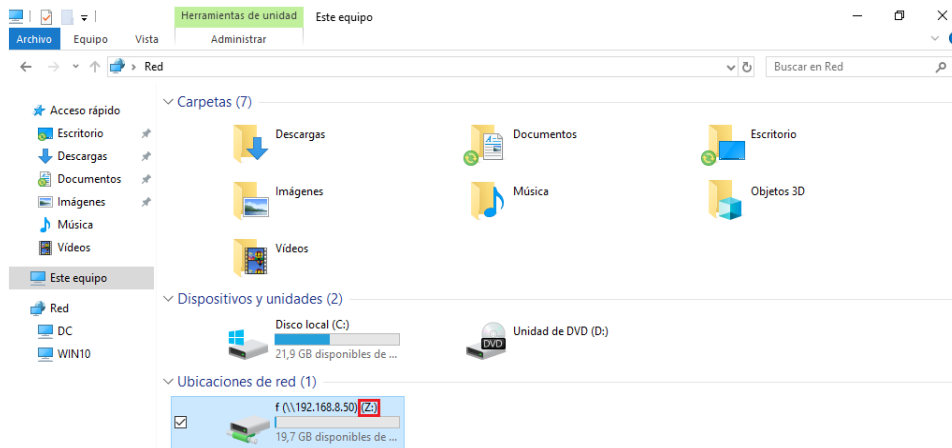 Herramientas de unidad
Este equipo
Archivo
Equipo
Vista
Administrar
Red
Buscar en Red
Acceso rápido
Escritorio
Descargas
Documentos
Imágenes
Música
Vídeos
Este equipo
Red
DC
WIN10
Carpetas (7)
Descargas
Documentos
Escritorio
Imágenes
Música
Objetos 3D
Vídeos
Dispositivos y unidades (2)
Disco local (C:)
21,9 GB disponibles de ...
DVD
Unidad de DVD (D:)
Ubicaciones de red (1)
f (\\192.168.8.50) (Z:)
19,7 GB disponibles de ...